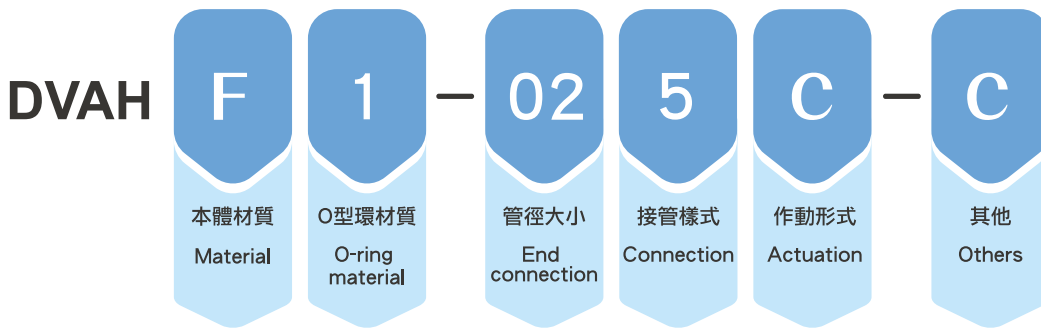 DVAH F 1 – 02 5 C – C
本體材質
Material
O型環材質
O-ring
material
管徑大小
End
connection
接管樣式
Connection
作動形式
Actuation
其他
Others